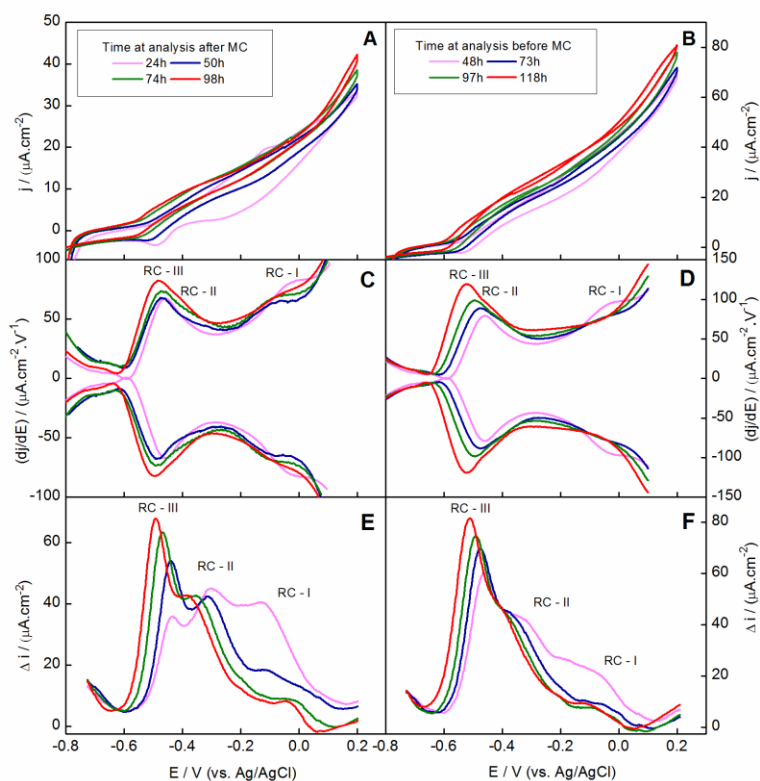 A
Time at analysis after MC
24h 50h
74h 98h
50
40
30
20
10
0
j / (μA.cm⁻²)
B
Time at analysis before MC
48h 73h
97h 118h
80
60
40
20
0
j / (μA.cm⁻²)
C
RC - III
RC - II
RC - I
100
50
0
-50
-100
(dj/dE) / (μA.cm⁻².V⁻¹)
D
RC - III
RC - II
RC - I
150
100
50
0
-50
-100
-150
(dj/dE) / (μA.cm⁻².V⁻¹)
E
RC - III
RC - II
RC - I
60
40
20
0
Δ i / (μA.cm⁻²)
-0.8 -0.6 -0.4 -0.2 0.0 0.2
E / V (vs. Ag/AgCl)
F
RC - III
RC - II
RC - I
80
60
40
20
0
Δ i / (μA.cm⁻²)
-0.8 -0.6 -0.4 -0.2 0.0 0.2
E / V (vs. Ag/AgCl)